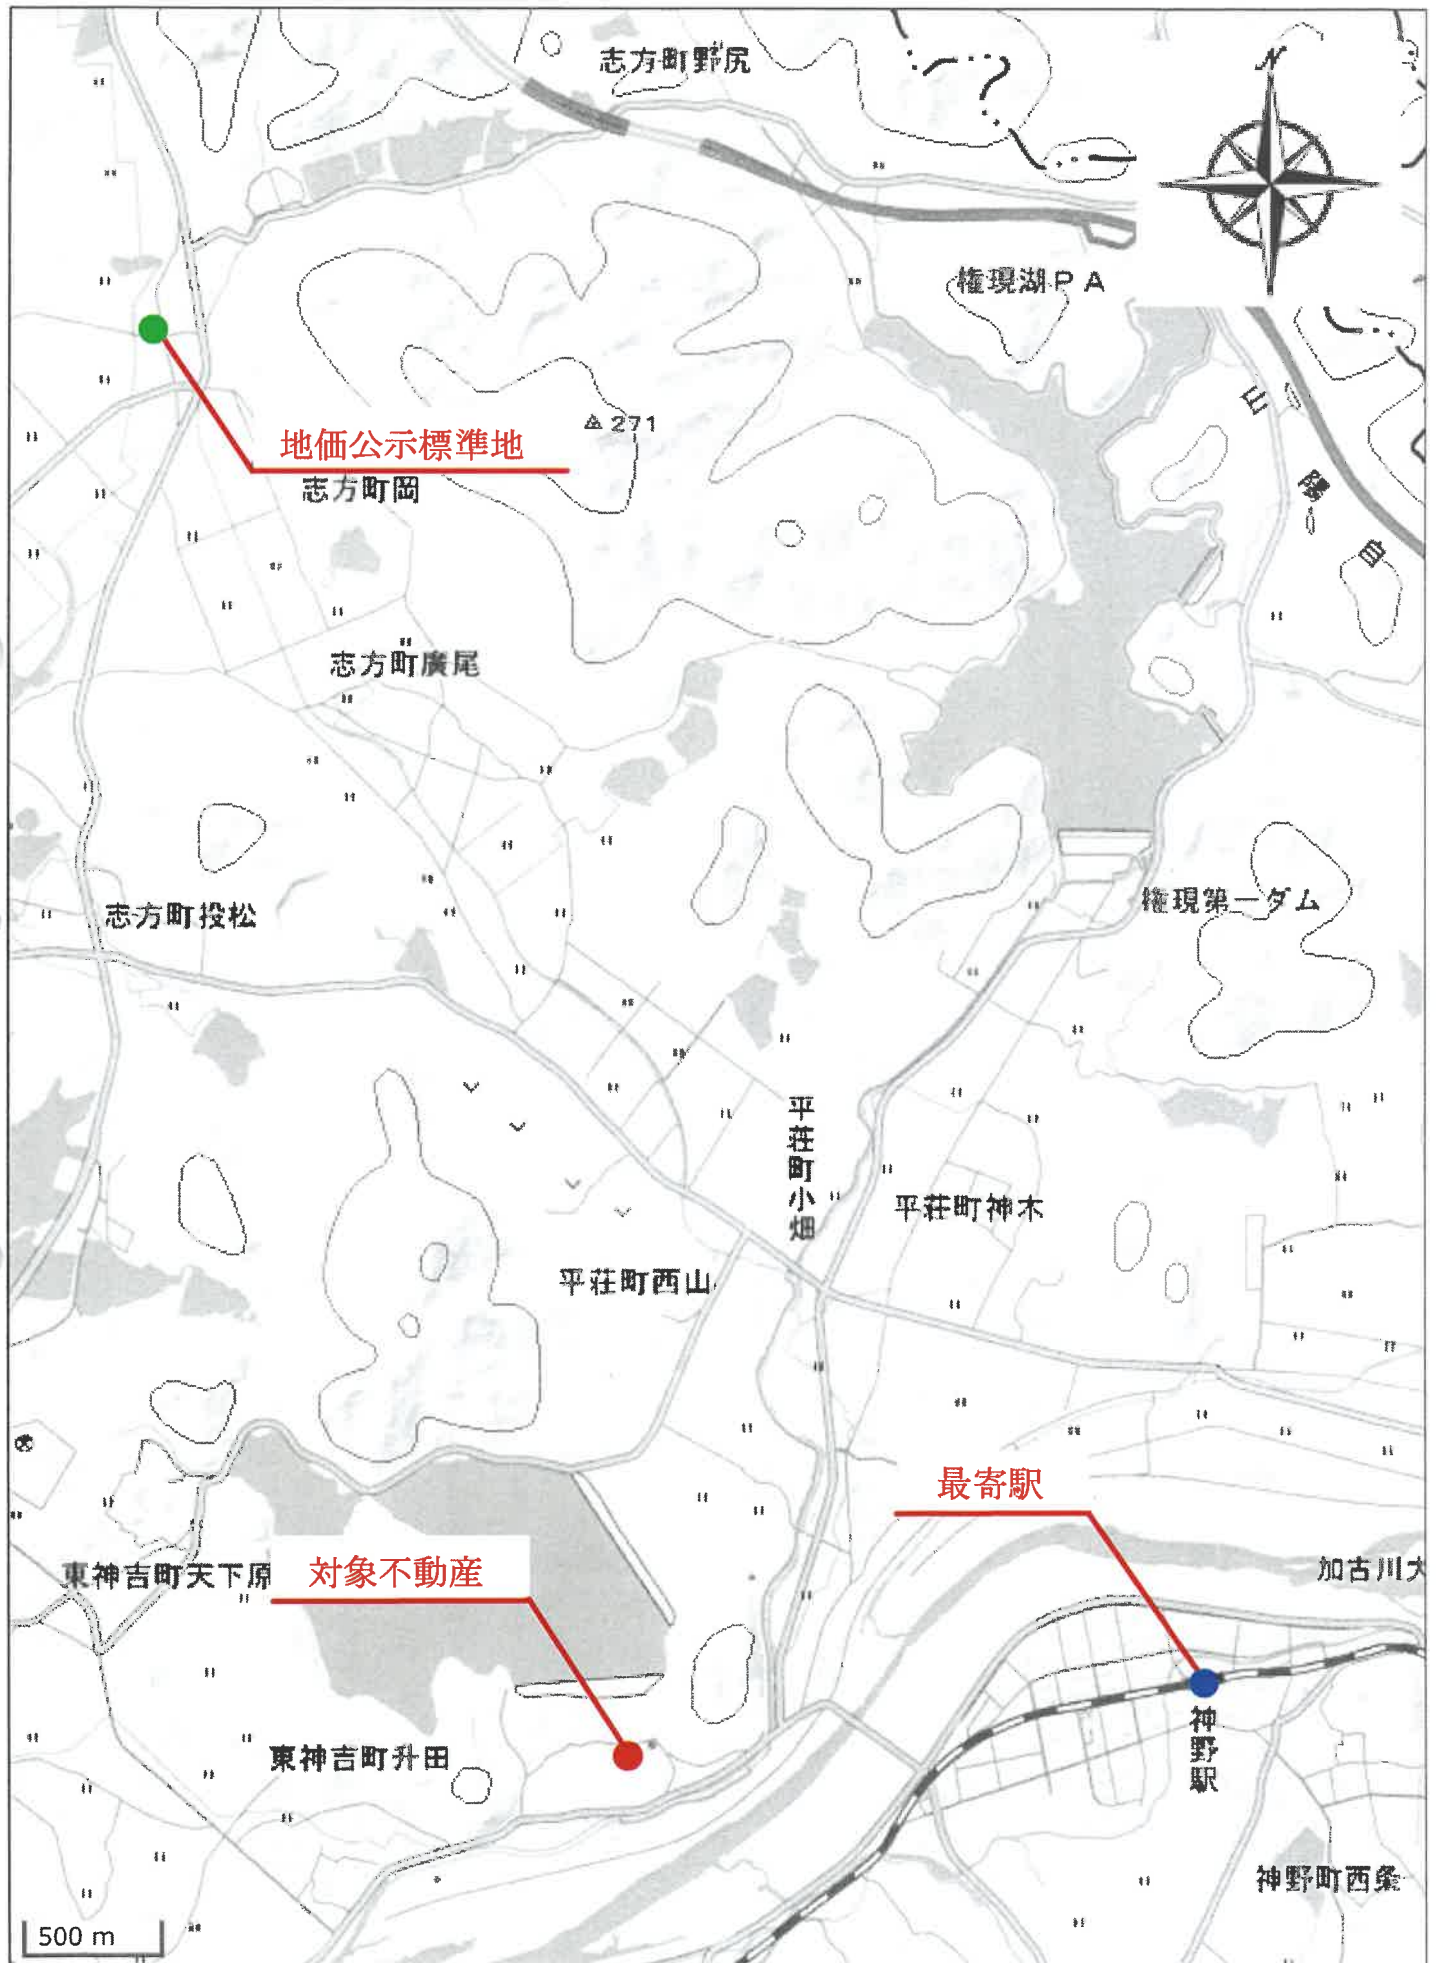 志方町野尻
N
権現湖PA
山
陽
自
271
地価公示標準地
志方町岡
志方町廣尾
志方町投松
権現第一ダム
平荘町小畑
平荘町神木
平荘町西山
最寄駅
東神吉町天下原
対象不動産
加古川大
神野駅
東神吉町升田
神野町西条
500 m